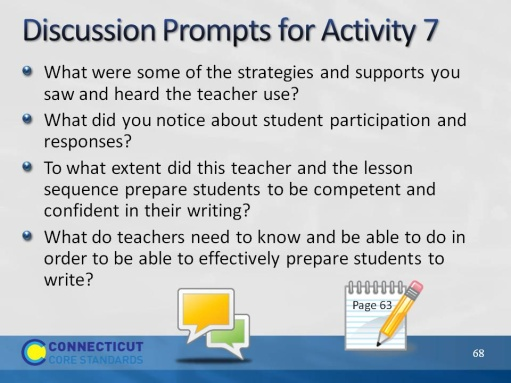 Discussion Prompts for Activity 7
What were some of the strategies and supports you
saw and heard the teacher use?
What did you notice about student participation and
responses?
To what extent did this teacher and the lesson
sequence prepare students to be competent and
confident in their writing?
What do teachers need to know and be able to do in
order to be able to effectively prepare students to
write?
Page 63
CONNECTICUT
CORE STANDARDS
68